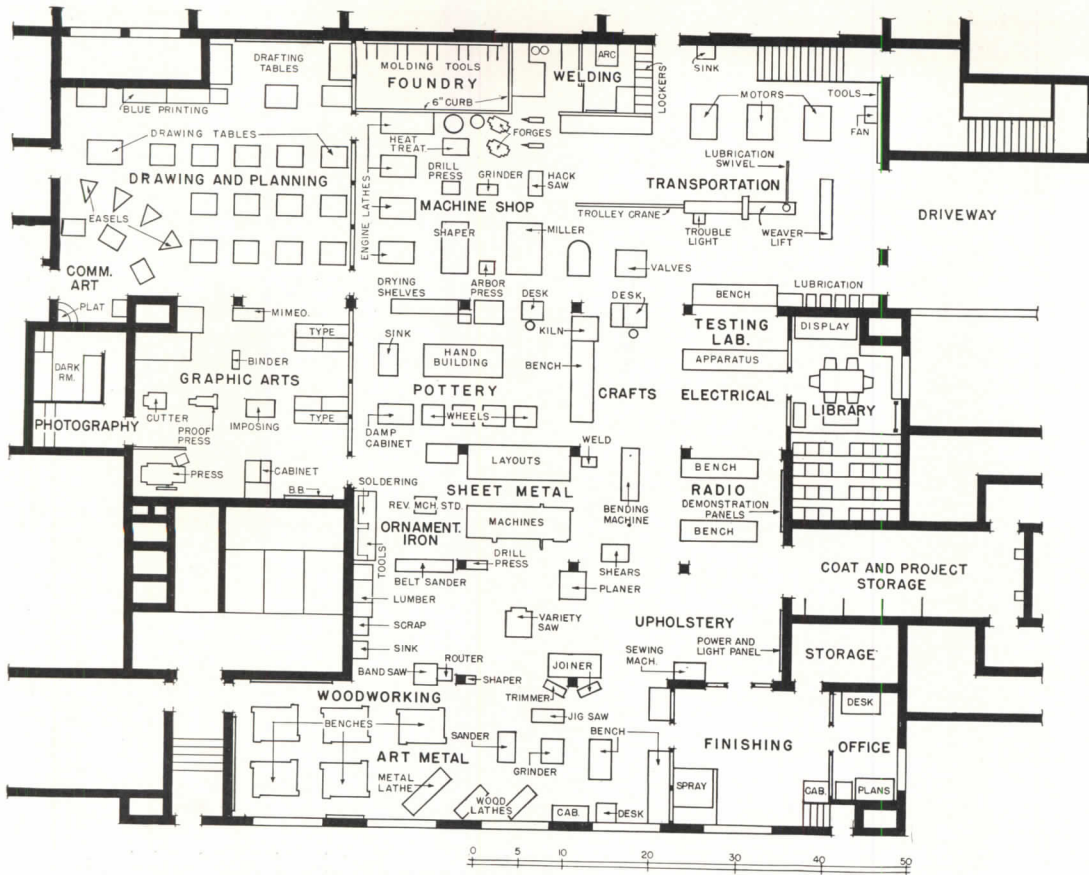 DRAFTING
TABLES
MOLDING TOOLS
FOUNDRY
6" CURB
ARC
WELDING
LOCKERS
SINK
MOTORS
TOOLS
FAN
BLUE PRINTING
DRAWING TABLES
DRAWING AND PLANNING
EASELS
COMM.
ART
PLAT
HEAT
TREAT.
FORGES
DRILL
PRESS
GRINDER
HACK
SAW
ENGINE LATHES
MACHINE SHOP
SHAPER
MILLER
ARBOR
PRESS
VALVES
LUBRICATION
SWIVEL
TRANSPORTATION
TROLLEY CRANE
TROUBLE
LIGHT
WEAVER
LIFT
DRIVEWAY
LUBRICATION
MIMEO.
TYPE
DARK
RM.
BINDER
GRAPHIC ARTS
CUTTER
PROOF
PRESS
IMPOSING
TYPE
PHOTOGRAPHY
PRESS
CABINET
B.B.
DRYING
SHELVES
DESK
DESK
SINK
HAND
BUILDING
KILN
BENCH
POTTERY
CRAFTS
WHEELS
DAMP
CABINET
BENCH
TESTING
LAB.
APPARATUS
ELECTRICAL
DISPLAY
LIBRARY
LAYOUTS
WELD
SHEET METAL
SOLDERING
REV. MCH. STD.
ORNAMENT.
IRON
MACHINES
BENDING
MACHINE
BENCH
RADIO
DEMONSTRATION
PANELS
BENCH
TOOLS
BELT SANDER
DRILL
PRESS
SHEARS
PLANER
COAT AND PROJECT
STORAGE
LUMBER
SCRAP
SINK
VARIETY
SAW
UPHOLSTERY
POWER AND
LIGHT PANEL
STORAGE
SEWING
MACH.
BAND SAW
ROUTER
SHAPER
JOINER
TRIMMER
WOODWORKING
BENCHES
JIG SAW
SANDER
GRINDER
BENCH
ART METAL
METAL
LATHE
WOOD
LATHES
CAB.
DESK
FINISHING
SPRAY
CAB.
DESK
OFFICE
PLANS
0 5 10 20 30 40 50